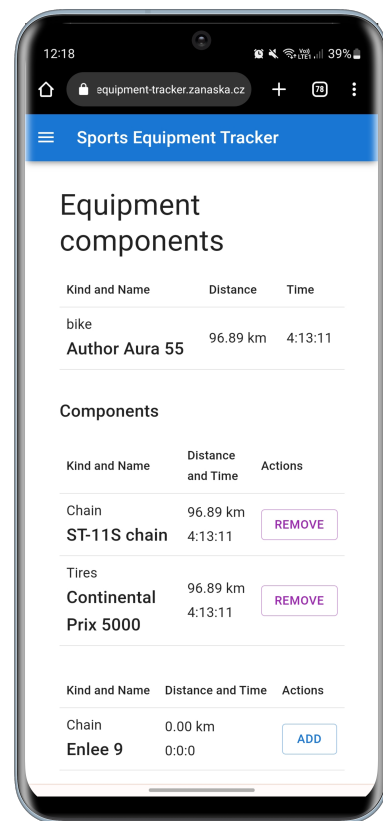 12:18 39%
equipment-tracker.zanaska.cz 78
Sports Equipment Tracker
Equipment
components
Kind and Name Distance Time
bike
Author Aura 55 96.89 km 4:13:11
Components
Kind and Name Distance and Time Actions
Chain 96.89 km
ST-11S chain 4:13:11 REMOVE
Tires
Continental 96.89 km
Prix 5000 4:13:11 REMOVE
Kind and Name Distance and Time Actions
Chain 0.00 km
Enlee 9 0:0:0 ADD